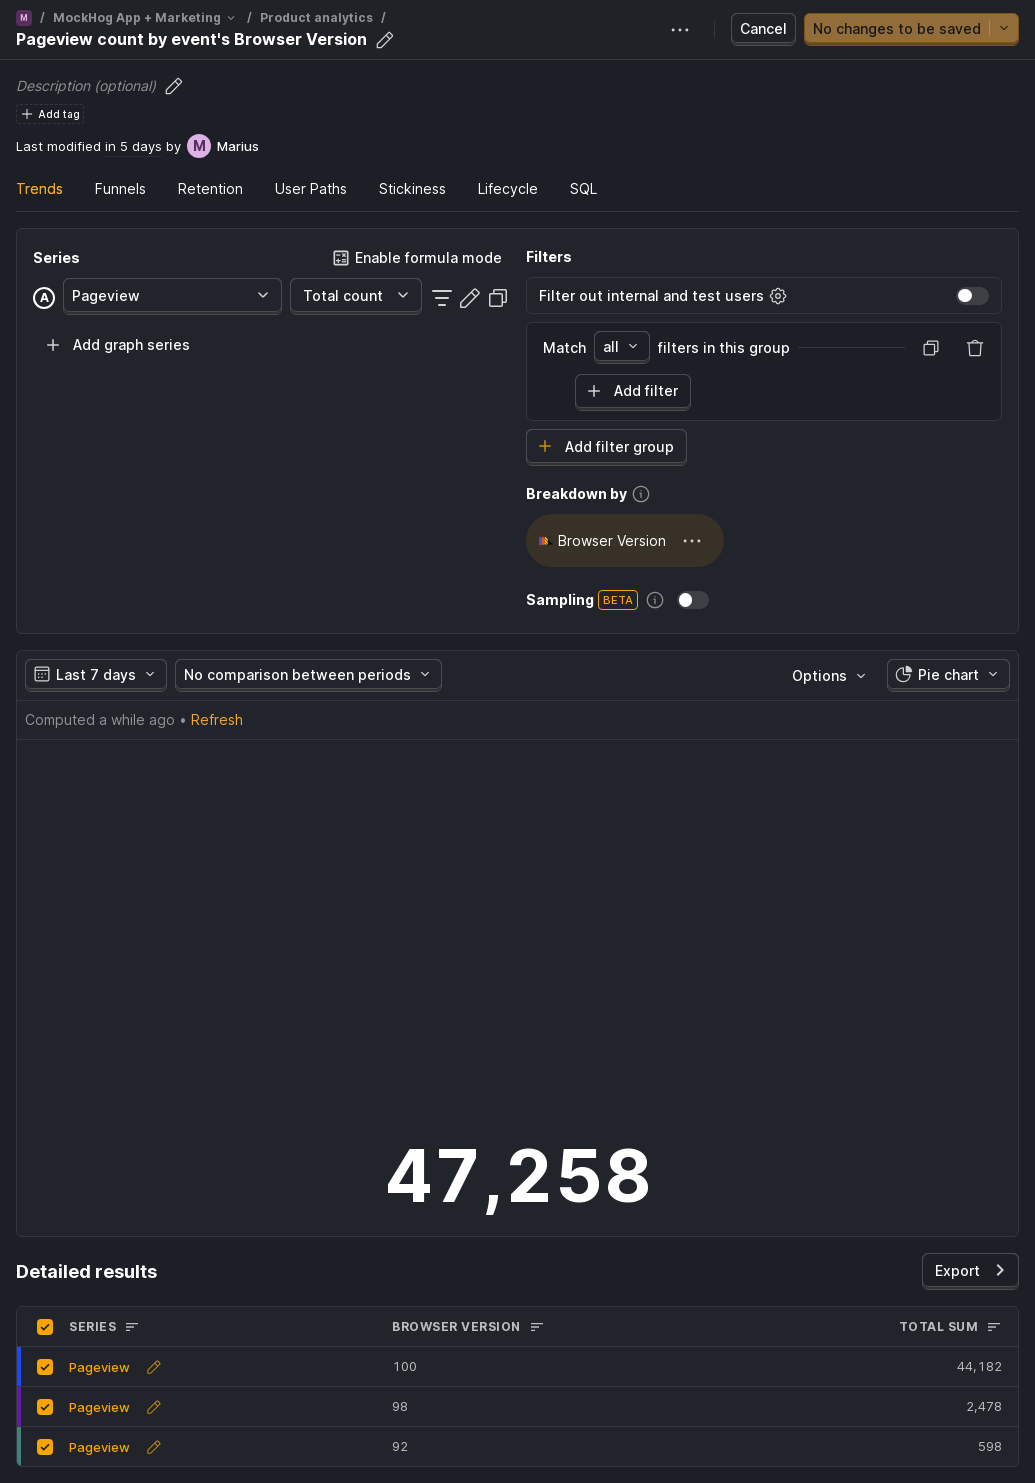 M / MockHog App + Marketing / Product analytics /
Pageview count by event's Browser Version
Cancel
No changes to be saved
Description (optional)
Add tag
Last modified in 5 days by M Marius
Trends Funnels Retention User Paths Stickiness Lifecycle SQL
Series
Enable formula mode
A Pageview Total count
Add graph series
Filters
Filter out internal and test users
Match all filters in this group
Add filter
Add filter group
Breakdown by
Browser Version
Sampling BETA
Last 7 days No comparison between periods Options Pie chart
Computed a while ago • Refresh
47,258
Detailed results
Export
SERIES BROWSER VERSION TOTAL SUM
Pageview 100 44,182
Pageview 98 2,478
Pageview 92 598